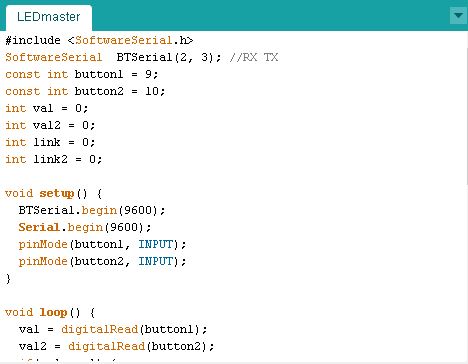 LEDmaster
#include <SoftwareSerial.h>
SoftwareSerial  BTSerial(2, 3); //RX TX
const int button1 = 9;
const int button2 = 10;
int val = 0;
int val2 = 0;
int link = 0;
int link2 = 0;
void setup() {
  BTSerial.begin(9600);
  Serial.begin(9600);
  pinMode(button1, INPUT);
  pinMode(button2, INPUT);
}
void loop() {
  val = digitalRead(button1);
  val2 = digitalRead(button2);